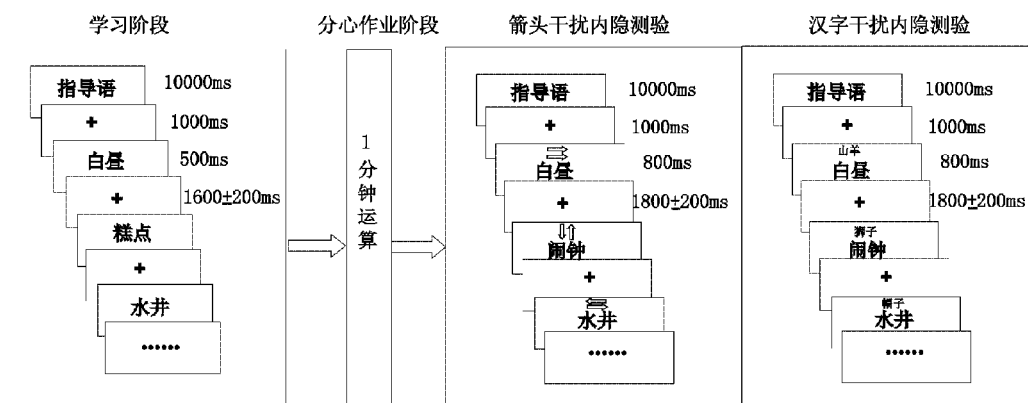 学习阶段
指导语
10000ms
+
1000ms
白昼
500ms
+
1600±200ms
糕点
+
水井
••••••
分心作业阶段
1分钟运算
箭头干扰内隐测验
指导语
10000ms
+
1000ms
白昼
800ms
+
1800±200ms
闹钟
+
水井
••••••
汉字干扰内隐测验
指导语
10000ms
+
1000ms
山羊
白昼
800ms
+
1800±200ms
狮子
闹钟
+
帽子
水井
••••••